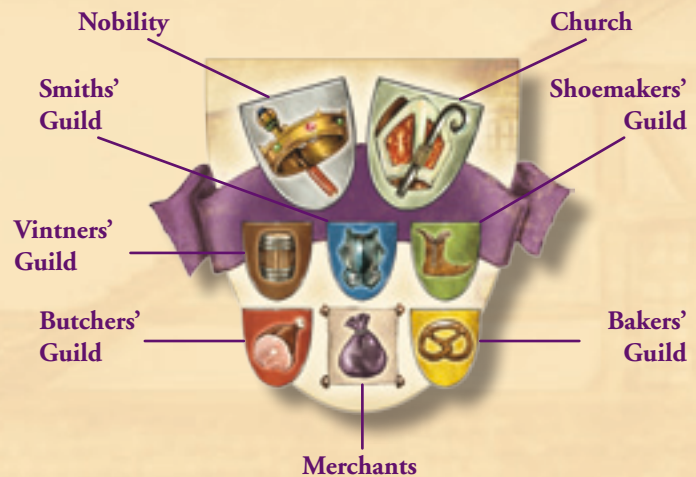 Nobility
Church
Smiths’
Guild
Shoemakers’
Guild
Vintners’
Guild
Butchers’
Guild
Bakers’
Guild
Merchants